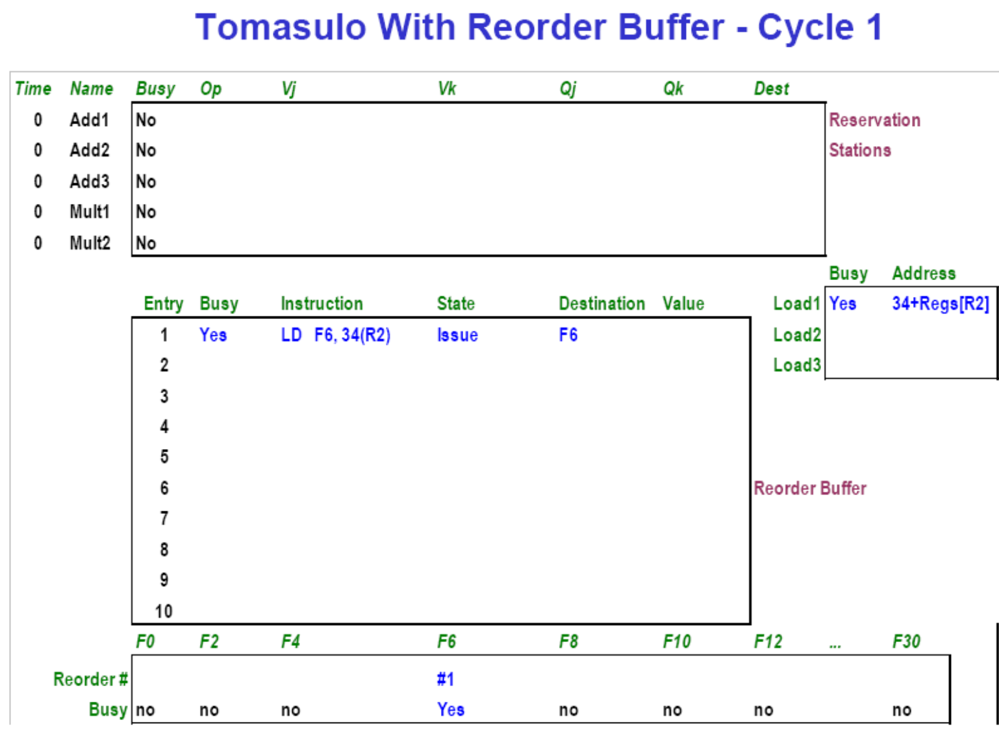 Tomasulo With Reorder Buffer - Cycle 1
Time Name Busy Op Vj Vk Qj Qk Dest
0 Add1 No Reservation
0 Add2 No Stations
0 Add3 No
0 Mult1 No
0 Mult2 No
Busy Address
Entry Busy Instruction State Destination Value Load1 Yes 34+Regs[R2]
1 Yes LD F6, 34(R2) Issue F6 Load2
2 Load3
3
4
5
6 Reorder Buffer
7
8
9
10
F0 F2 F4 F6 F8 F10 F12 ... F30
Reorder # #1
Busy no no no Yes no no no no